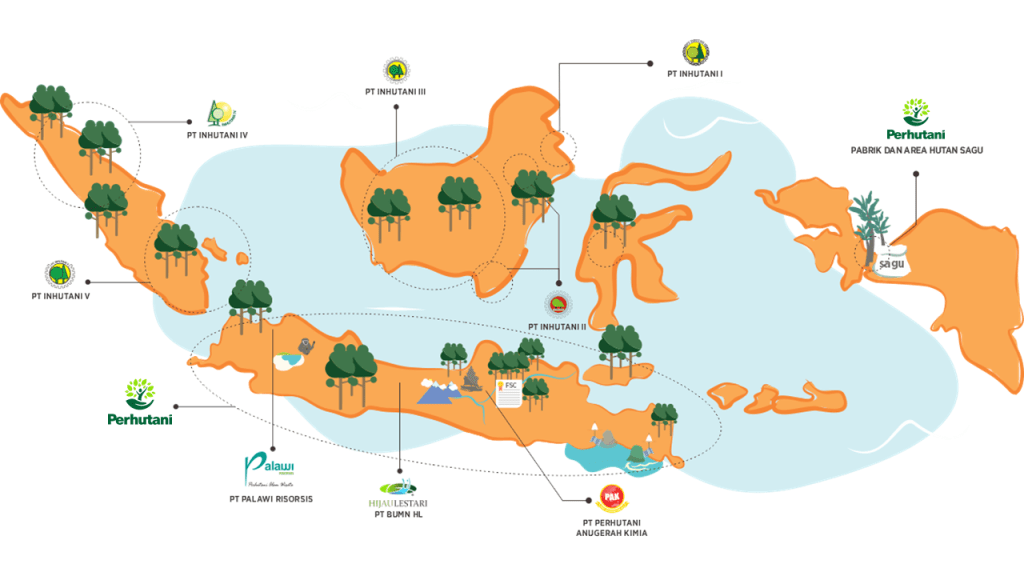 PT INHUTANI I
PT INHUTANI III
Perhutani
PABRIK DAN AREA HUTAN SAGU
PT INHUTANI IV
sagu
PT INHUTANI V
PT INHUTANI II
FSC
Perhutani
Palawi
PT PALAWI RISORSIS
HIJAULESTARI
PT BUMN HL
PAK
PT PERHUTANI
ANUGERAH KIMIA